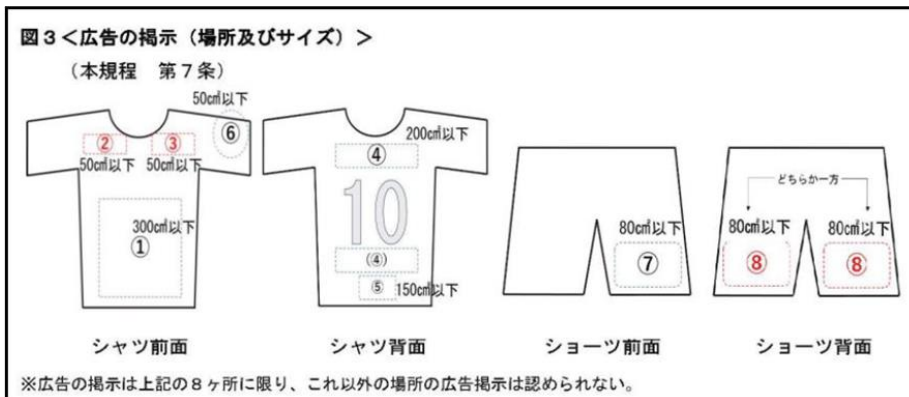 図3<広告の掲示(場所及びサイズ)>
(本規程 第7条)
50c㎡以下
⑥
② ③
50c㎡以下 50c㎡以下
300c㎡以下
①
シャツ前面
200c㎡以下
④
10
(④)
⑤ 150c㎡以下
シャツ背面
80c㎡以下
⑦
ショーツ前面
どちらか一方
80c㎡以下 80c㎡以下
⑧ ⑧
ショーツ背面
※広告の掲示は上記の8ヶ所に限り、これ以外の場所の広告掲示は認められない。